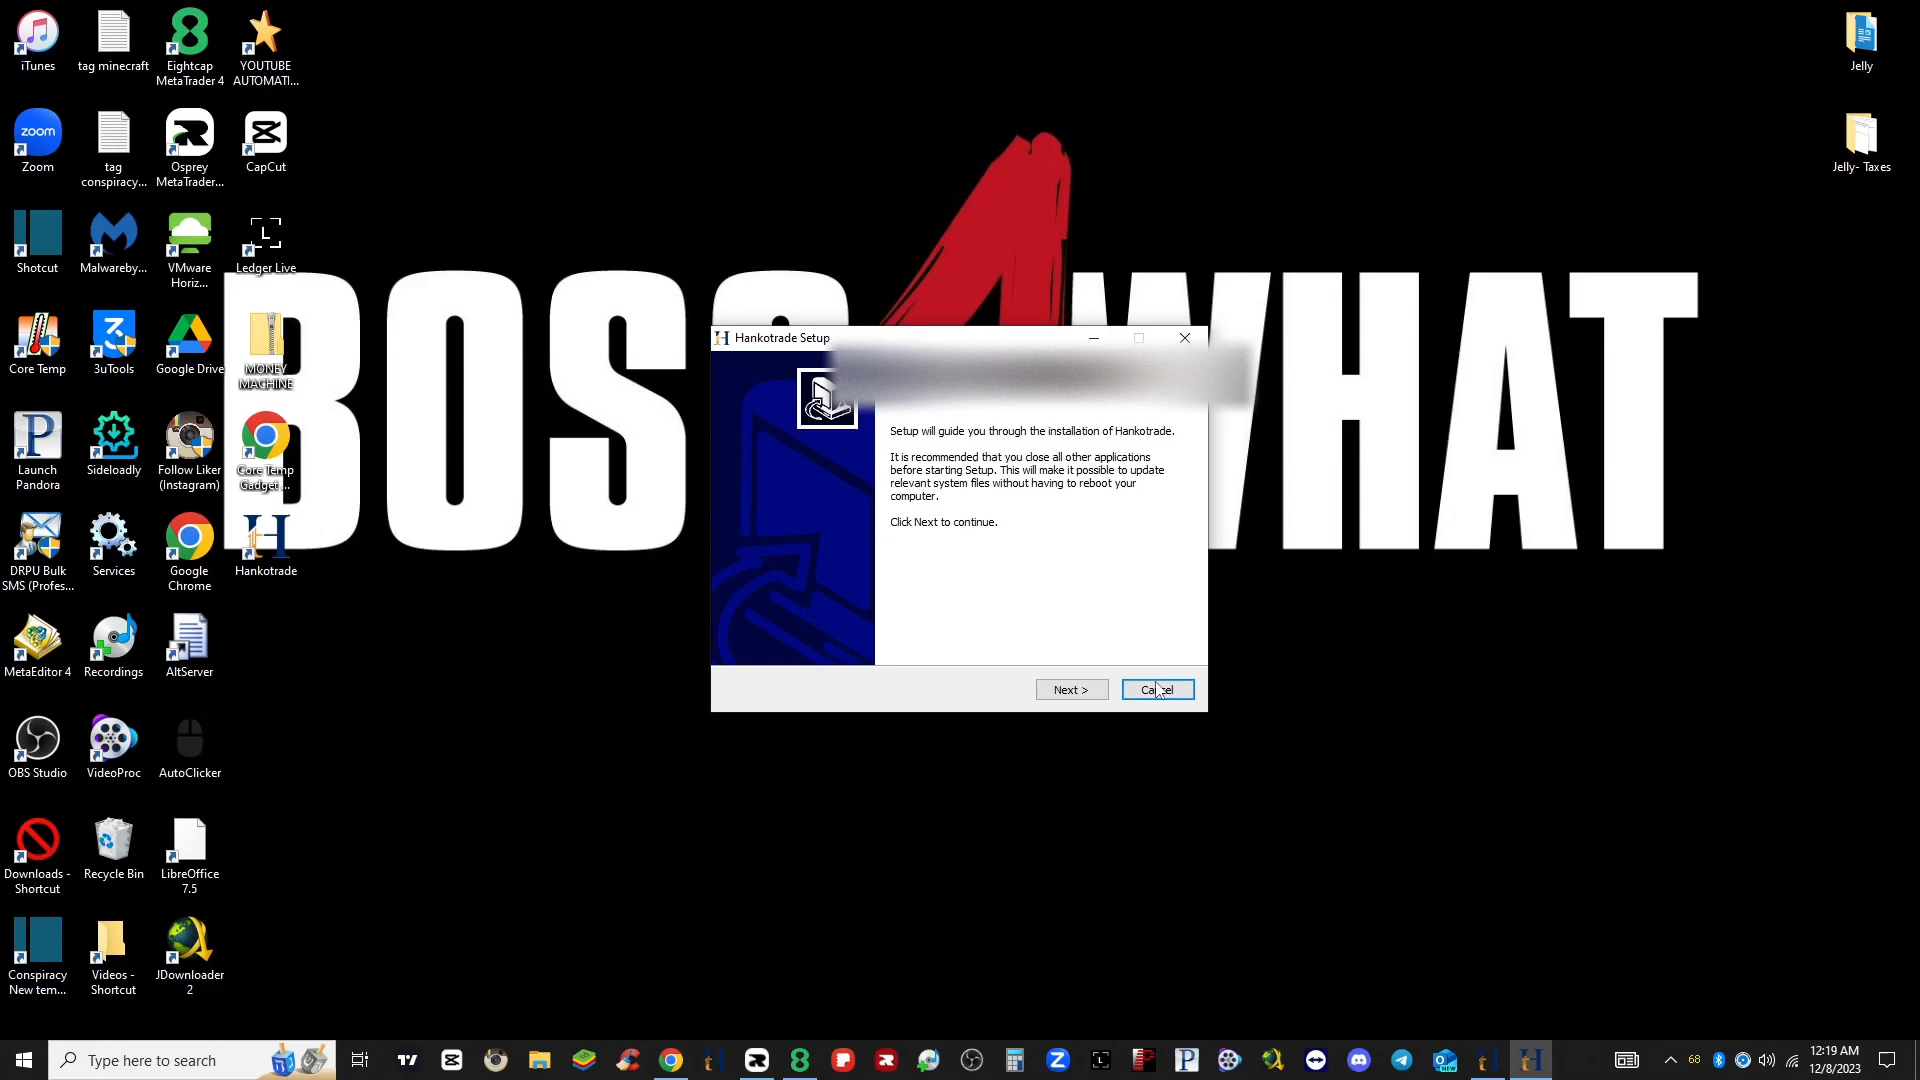 iTunes
tag minecraft
Eightcap
MetaTrader 4
YOUTUBE
AUTOMATI...
Jelly
zoom
Zoom
tag
conspiracy...
Osprey
MetaTrader...
CapCut
Jelly- Taxes
Shotcut
Malwareby...
VMware
Horiz...
L
Ledger Live
BOSS4WHAT
Core Temp
3uTools
Google Drive
MONEY
MACHINE
P
Launch
Pandora
Sideloadly
Follow Liker
(Instagram)
Core Temp
Gadget ...
DRPU Bulk
SMS (Profes...
Services
Google
Chrome
Hankotrade
MetaEditor 4
Recordings
AltServer
OBS Studio
VideoProc
AutoClicker
Downloads -
Shortcut
Recycle Bin
LibreOffice
7.5
Conspiracy
New tem...
Videos -
Shortcut
JDownloader
2
Hankotrade Setup
Setup will guide you through the installation of Hankotrade.
It is recommended that you close all other applications
before starting Setup. This will make it possible to update
relevant system files without having to reboot your
computer.
Click Next to continue.
Next >
Cancel
Type here to search
68
12:19 AM
12/8/2023